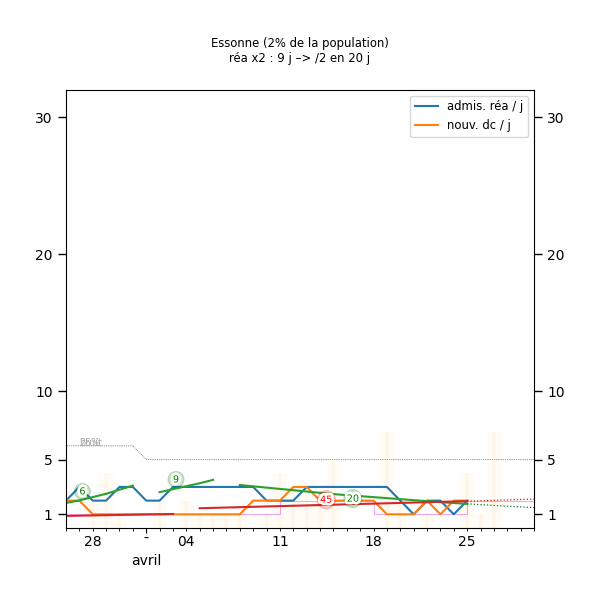 Essonne (2% de la population)
réa x2 : 9 j –> /2 en 20 j
admis. réa / j
nouv. dc / j
30 30
20 20
10 10
5 5
1 1
6
9
45
20
28 - 04 11 18 25
avril